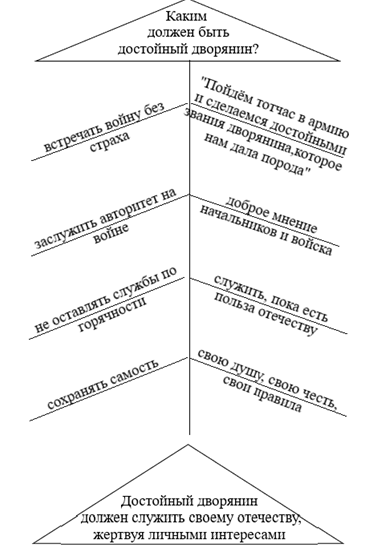 Каким
должен быть
достойный дворянин?
встречать войну без
страха
"Пойдём тотчас в армию
и сделаемся достойными
звания дворянина,которое
нам дала порода"
заслужить авторитет на
войне
доброе мнение
начальников и войска
не оставлять службы по
горячности
служить, пока есть
польза отечеству
сохранять самость
свою душу, свою честь,
свои правила
Достойный дворянин
должен служить своему отечеству,
жертвуя личными интересами